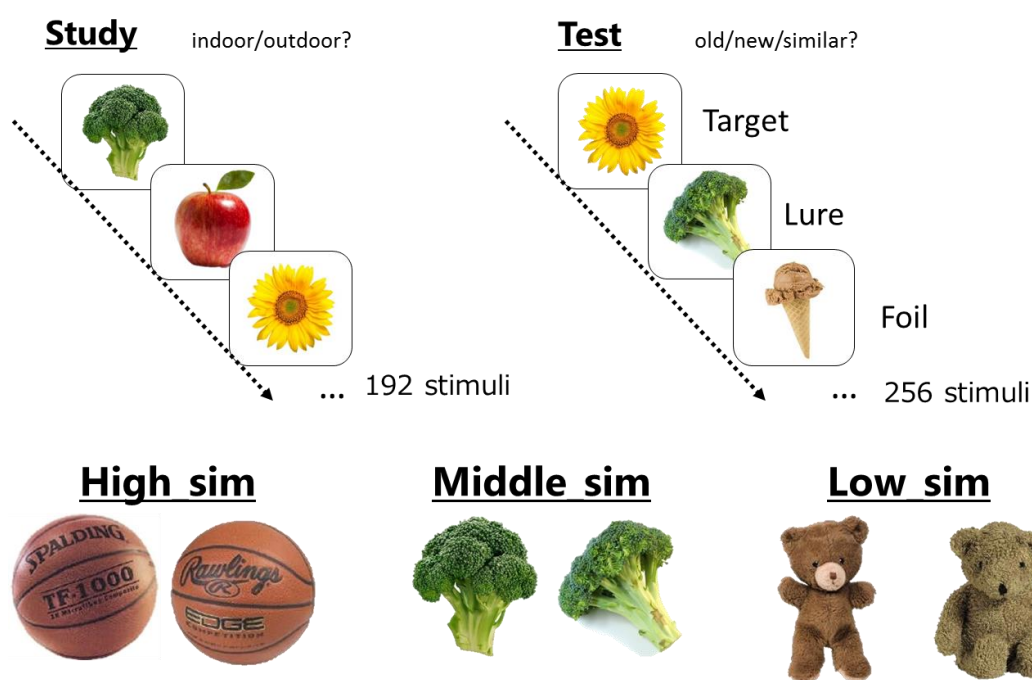 Study indoor/outdoor?
Test old/new/similar?
Target
Lure
Foil
... 192 stimuli
... 256 stimuli
High_sim
Middle_sim
Low_sim
SPALDING
TF-1000
Rawlings
R
EDGE
COMPETITION